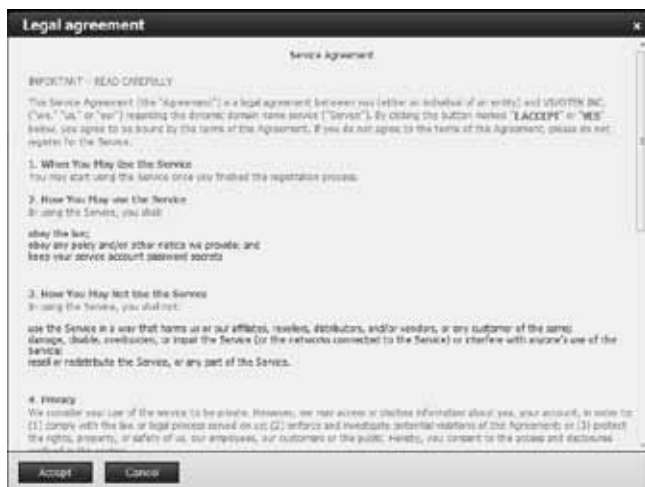 Legal agreement
x
Service Agreement
IMPORTANT - READ CAREFULLY
This Service Agreement (the "Agreement") is a legal agreement between you (either an individual of an entity) and VIVOTEK INC.
("we," "us," or "our") regarding the dynamic domain name service ("Service"). By clicking the button marked "I ACCEPT" or "YES"
below, you agree to be bound by the terms of the Agreement. If you do not agree to the terms of this Agreement, please do not
register for the Service.
1. When You May Use the Service
You may start using the Service once you finished the registration process.
2. How You May use the Service
In using the Service, you shall:
obey the law;
obey any policy and/or other notice we provide; and
keep your service account password secrets
3. How You May Not Use the Service
In using the Service, you shall not:
use the Service in a way that harms us or our affiliates, resellers, distributors, and/or vendors, or any customer of the same;
damage, disable, overburden, or impair the Service (or the networks connected to the Service) or interfere with anyone's use of the
Service;
resell or redistribute the Service, or any part of the Service.
4. Privacy
We consider your use of the service to be private. However, we may access or disclose information about you, your account, in order to
(1) comply with the law or legal process served on us; (2) enforce and investigate potential violations of the Agreement; or (3) protect
the rights, property, or safety of us, our employees, our customers or the public. Hereby, you consent to the access and disclosures
Accept Cancel